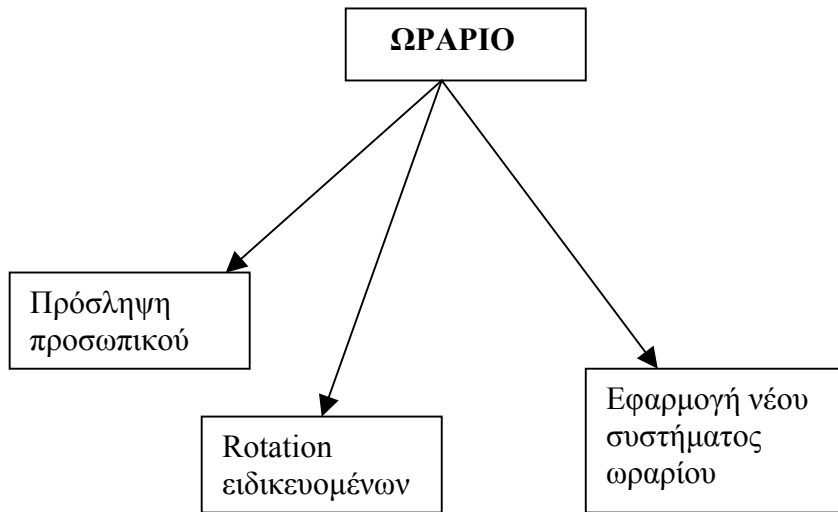 ΩΡΑΡΙΟ
Πρόσληψη
προσωπικού
Rotation
ειδικευομένων
Εφαρμογή νέου
συστήματος
ωραρίου